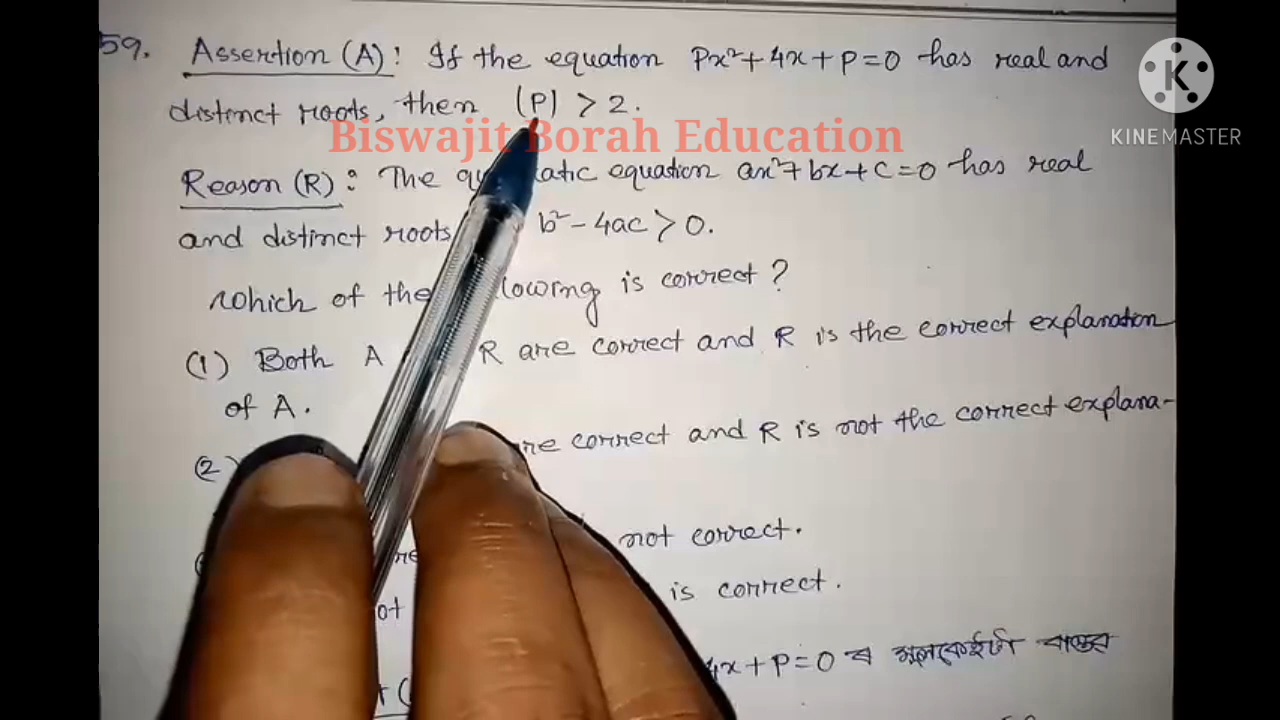 59. Assertion (A): If the equation Px²+4x+P=0 has real and
distinct roots, then (P) > 2.
Biswajit Borah Education
KINEMASTER
Reason (R): The equation ax²+bx+c=0 has real
and distinct roots b²-4ac>0.
Which of the is correct?
(1) Both A R are correct and R is the correct explanation
of A.
(2) are correct and R is not the correct explana-
not correct.
is correct.
4x+P=0 ৰ মূলকেইটা বাস্তৱ